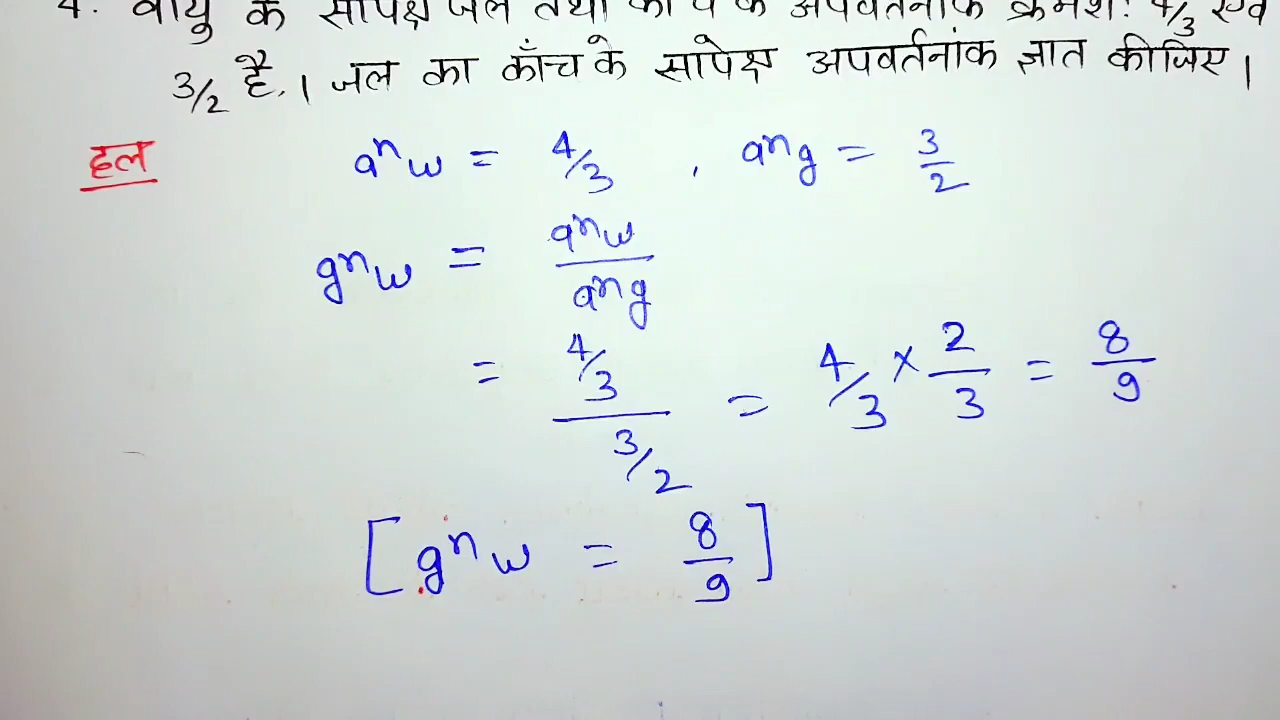 4. वायु के सापेक्ष जल तथा काँच के अपवर्तनांक क्रमशः 4/3 एवं
3/2 है। जल का काँच के सापेक्ष अपवर्तनांक ज्ञात कीजिए।
हल anw = 4/3 , ang = 3/2
gnw = anw/ang
= 4/3 / 3/2 = 4/3 × 2/3 = 8/9
[gnw = 8/9]